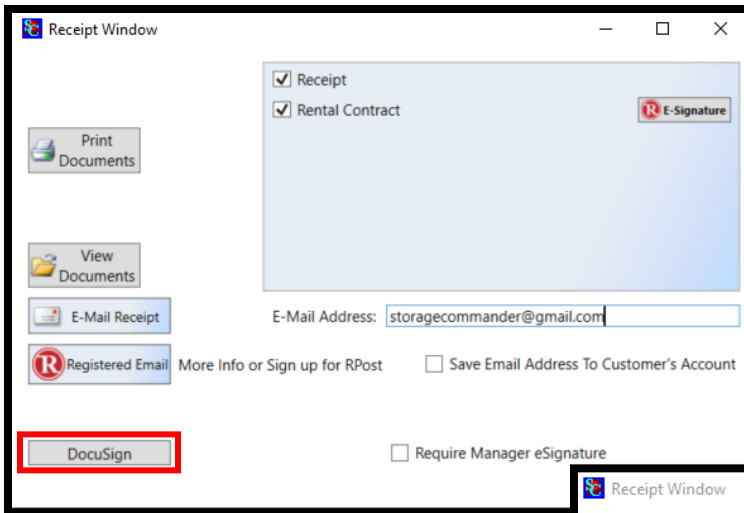 Receipt Window
Receipt
Rental Contract
R E-Signature
Print
Documents
View
Documents
E-Mail Receipt
E-Mail Address: storagecommander@gmail.com
R Registered Email More Info or Sign up for RPost Save Email Address To Customer's Account
DocuSign
Require Manager eSignature
SC Receipt Window